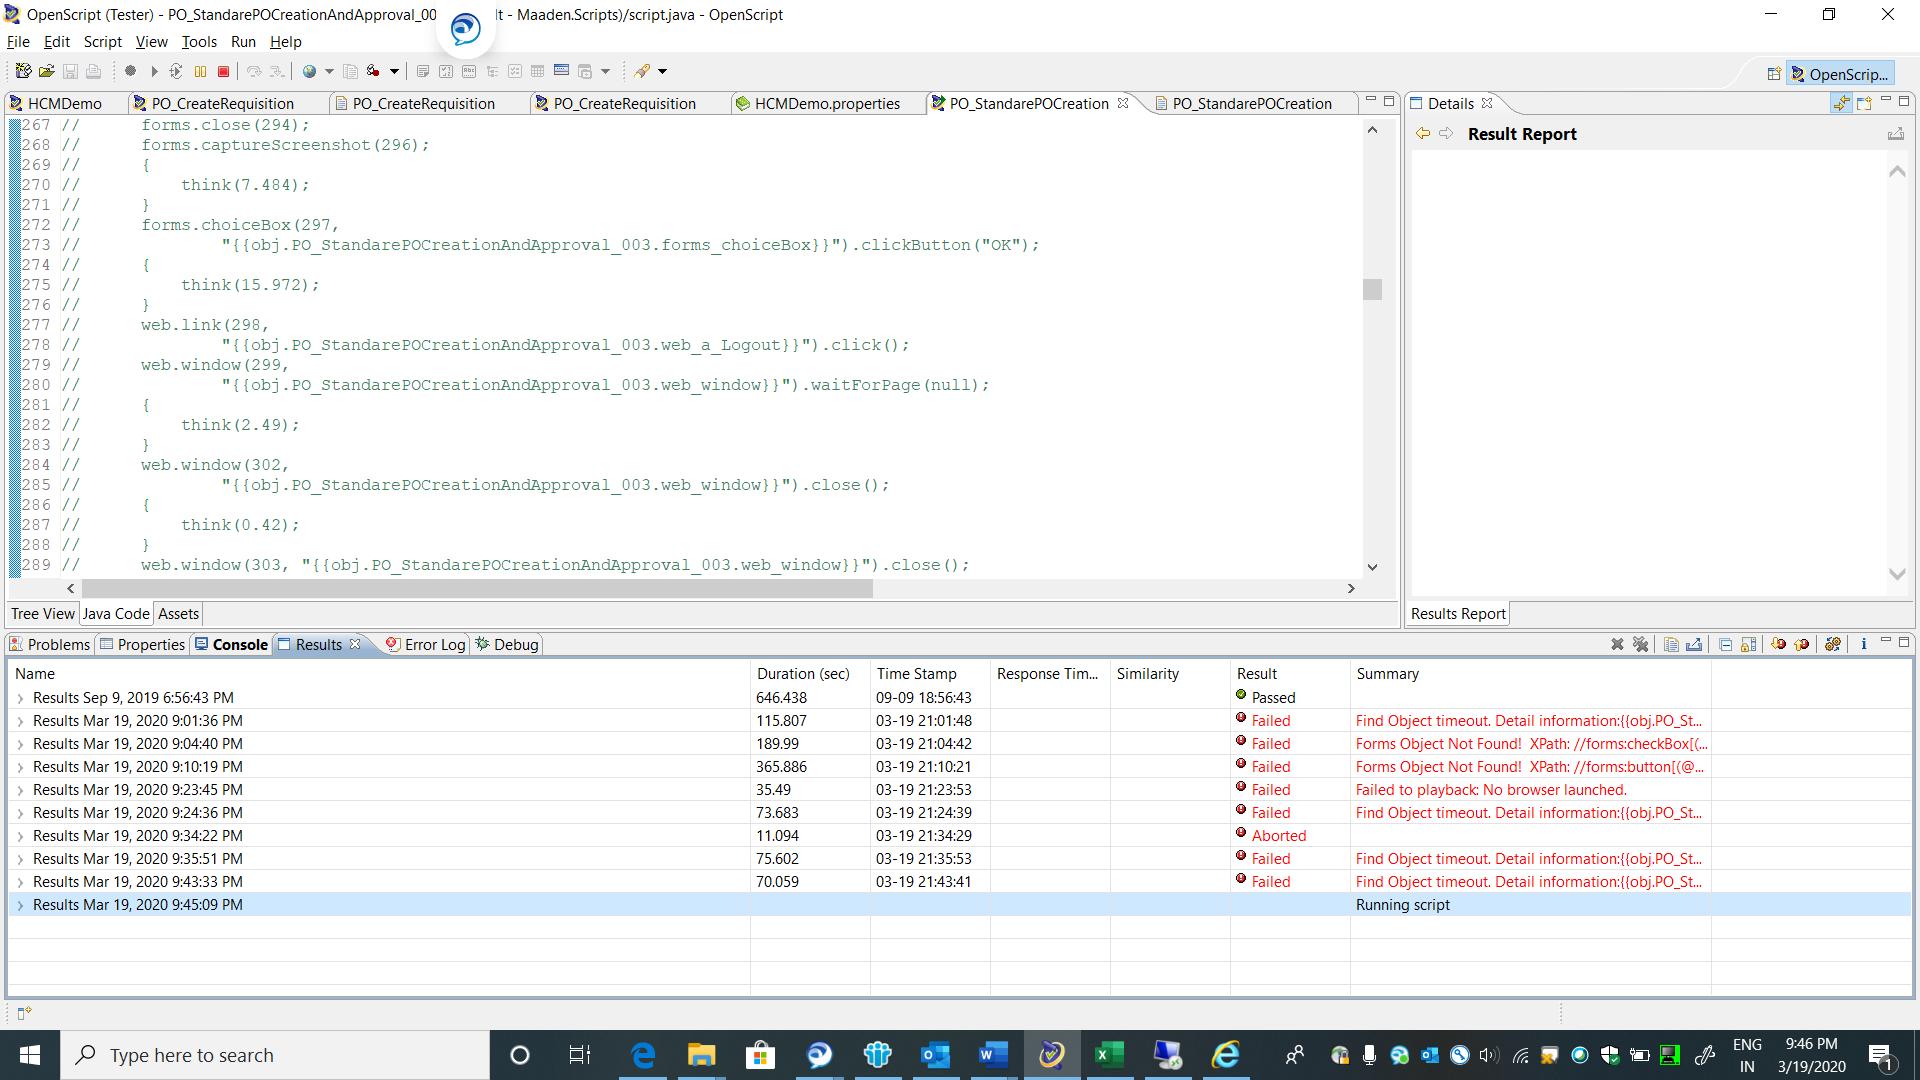 OpenScript (Tester) - PO_StandarePOCreationAndApproval_00 lt - Maaden.Scripts)/script.java - OpenScript
File Edit Script View Tools Run Help
OpenScrip...
HCMDemo PO_CreateRequisition PO_CreateRequisition PO_CreateRequisition HCMDemo.properties PO_StandarePOCreation PO_StandarePOCreation
267 // forms.close(294);
268 // forms.captureScreenshot(296);
269 // {
270 // think(7.484);
271 // }
272 // forms.choiceBox(297,
273 // "{{obj.PO_StandarePOCreationAndApproval_003.forms_choiceBox}}").clickButton("OK");
274 // {
275 // think(15.972);
276 // }
277 // web.link(298,
278 // "{{obj.PO_StandarePOCreationAndApproval_003.web_a_Logout}}").click();
279 // web.window(299,
280 // "{{obj.PO_StandarePOCreationAndApproval_003.web_window}}").waitForPage(null);
281 // {
282 // think(2.49);
283 // }
284 // web.window(302,
285 // "{{obj.PO_StandarePOCreationAndApproval_003.web_window}}").close();
286 // {
287 // think(0.42);
288 // }
289 // web.window(303, "{{obj.PO_StandarePOCreationAndApproval_003.web_window}}").close();
Tree View Java Code Assets
Details
Result Report
Results Report
Problems Properties Console Results Error Log Debug
Name Duration (sec) Time Stamp Response Tim... Similarity Result Summary
Results Sep 9, 2019 6:56:43 PM 646.438 09-09 18:56:43 Passed
Results Mar 19, 2020 9:01:36 PM 115.807 03-19 21:01:48 Failed Find Object timeout. Detail information:{{obj.PO_St...
Results Mar 19, 2020 9:04:40 PM 189.99 03-19 21:04:42 Failed Forms Object Not Found! XPath: //forms:checkBox[(...
Results Mar 19, 2020 9:10:19 PM 365.886 03-19 21:10:21 Failed Forms Object Not Found! XPath: //forms:button[(@...
Results Mar 19, 2020 9:23:45 PM 35.49 03-19 21:23:53 Failed Failed to playback: No browser launched.
Results Mar 19, 2020 9:24:36 PM 73.683 03-19 21:24:39 Failed Find Object timeout. Detail information:{{obj.PO_St...
Results Mar 19, 2020 9:34:22 PM 11.094 03-19 21:34:29 Aborted
Results Mar 19, 2020 9:35:51 PM 75.602 03-19 21:35:53 Failed Find Object timeout. Detail information:{{obj.PO_St...
Results Mar 19, 2020 9:43:33 PM 70.059 03-19 21:43:41 Failed Find Object timeout. Detail information:{{obj.PO_St...
Results Mar 19, 2020 9:45:09 PM Running script
Type here to search
ENG
IN
9:46 PM
3/19/2020
1